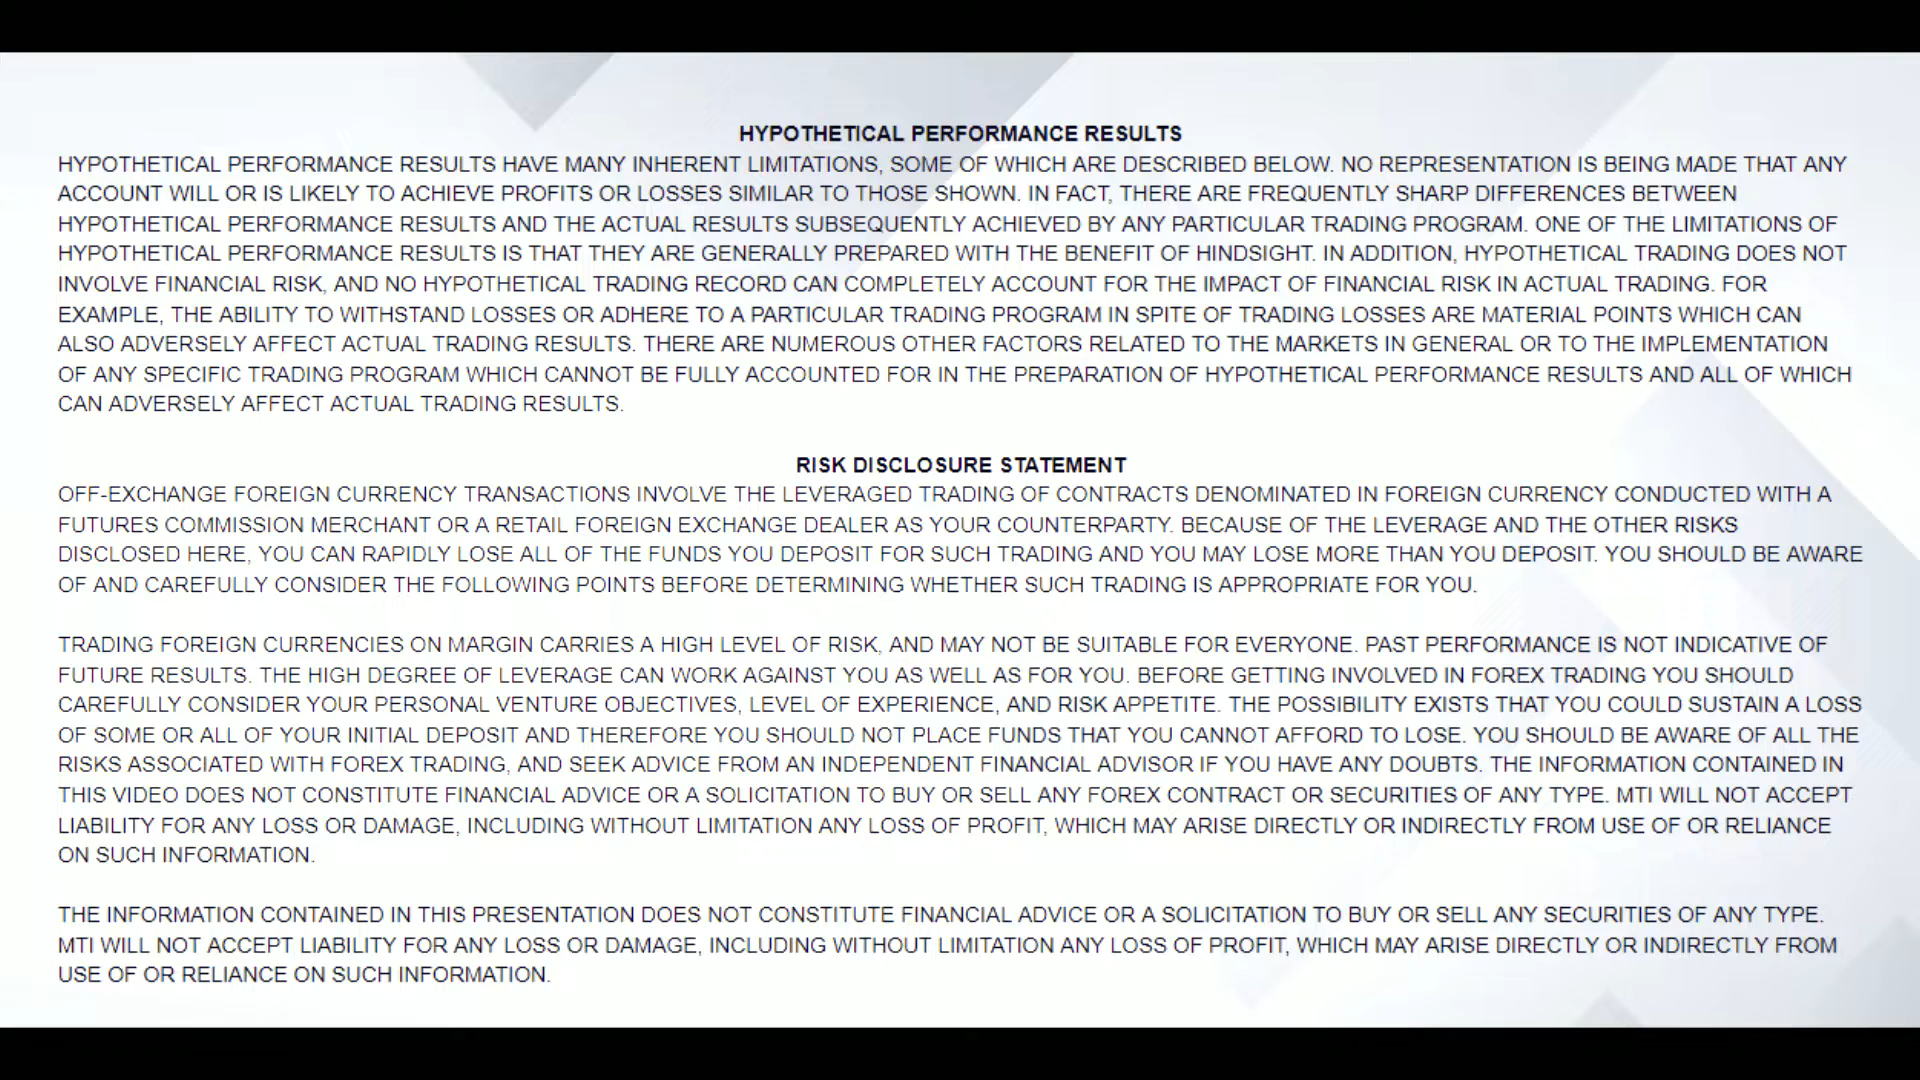 HYPOTHETICAL PERFORMANCE RESULTS
HYPOTHETICAL PERFORMANCE RESULTS HAVE MANY INHERENT LIMITATIONS, SOME OF WHICH ARE DESCRIBED BELOW. NO REPRESENTATION IS BEING MADE THAT ANY
ACCOUNT WILL OR IS LIKELY TO ACHIEVE PROFITS OR LOSSES SIMILAR TO THOSE SHOWN. IN FACT, THERE ARE FREQUENTLY SHARP DIFFERENCES BETWEEN
HYPOTHETICAL PERFORMANCE RESULTS AND THE ACTUAL RESULTS SUBSEQUENTLY ACHIEVED BY ANY PARTICULAR TRADING PROGRAM. ONE OF THE LIMITATIONS OF
HYPOTHETICAL PERFORMANCE RESULTS IS THAT THEY ARE GENERALLY PREPARED WITH THE BENEFIT OF HINDSIGHT. IN ADDITION, HYPOTHETICAL TRADING DOES NOT
INVOLVE FINANCIAL RISK, AND NO HYPOTHETICAL TRADING RECORD CAN COMPLETELY ACCOUNT FOR THE IMPACT OF FINANCIAL RISK IN ACTUAL TRADING. FOR
EXAMPLE, THE ABILITY TO WITHSTAND LOSSES OR ADHERE TO A PARTICULAR TRADING PROGRAM IN SPITE OF TRADING LOSSES ARE MATERIAL POINTS WHICH CAN
ALSO ADVERSELY AFFECT ACTUAL TRADING RESULTS. THERE ARE NUMEROUS OTHER FACTORS RELATED TO THE MARKETS IN GENERAL OR TO THE IMPLEMENTATION
OF ANY SPECIFIC TRADING PROGRAM WHICH CANNOT BE FULLY ACCOUNTED FOR IN THE PREPARATION OF HYPOTHETICAL PERFORMANCE RESULTS AND ALL OF WHICH
CAN ADVERSELY AFFECT ACTUAL TRADING RESULTS.
RISK DISCLOSURE STATEMENT
OFF-EXCHANGE FOREIGN CURRENCY TRANSACTIONS INVOLVE THE LEVERAGED TRADING OF CONTRACTS DENOMINATED IN FOREIGN CURRENCY CONDUCTED WITH A
FUTURES COMMISSION MERCHANT OR A RETAIL FOREIGN EXCHANGE DEALER AS YOUR COUNTERPARTY. BECAUSE OF THE LEVERAGE AND THE OTHER RISKS
DISCLOSED HERE, YOU CAN RAPIDLY LOSE ALL OF THE FUNDS YOU DEPOSIT FOR SUCH TRADING AND YOU MAY LOSE MORE THAN YOU DEPOSIT. YOU SHOULD BE AWARE
OF AND CAREFULLY CONSIDER THE FOLLOWING POINTS BEFORE DETERMINING WHETHER SUCH TRADING IS APPROPRIATE FOR YOU.
TRADING FOREIGN CURRENCIES ON MARGIN CARRIES A HIGH LEVEL OF RISK, AND MAY NOT BE SUITABLE FOR EVERYONE. PAST PERFORMANCE IS NOT INDICATIVE OF
FUTURE RESULTS. THE HIGH DEGREE OF LEVERAGE CAN WORK AGAINST YOU AS WELL AS FOR YOU. BEFORE GETTING INVOLVED IN FOREX TRADING YOU SHOULD
CAREFULLY CONSIDER YOUR PERSONAL VENTURE OBJECTIVES, LEVEL OF EXPERIENCE, AND RISK APPETITE. THE POSSIBILITY EXISTS THAT YOU COULD SUSTAIN A LOSS
OF SOME OR ALL OF YOUR INITIAL DEPOSIT AND THEREFORE YOU SHOULD NOT PLACE FUNDS THAT YOU CANNOT AFFORD TO LOSE. YOU SHOULD BE AWARE OF ALL THE
RISKS ASSOCIATED WITH FOREX TRADING, AND SEEK ADVICE FROM AN INDEPENDENT FINANCIAL ADVISOR IF YOU HAVE ANY DOUBTS. THE INFORMATION CONTAINED IN
THIS VIDEO DOES NOT CONSTITUTE FINANCIAL ADVICE OR A SOLICITATION TO BUY OR SELL ANY FOREX CONTRACT OR SECURITIES OF ANY TYPE. MTI WILL NOT ACCEPT
LIABILITY FOR ANY LOSS OR DAMAGE, INCLUDING WITHOUT LIMITATION ANY LOSS OF PROFIT, WHICH MAY ARISE DIRECTLY OR INDIRECTLY FROM USE OF OR RELIANCE
ON SUCH INFORMATION.
THE INFORMATION CONTAINED IN THIS PRESENTATION DOES NOT CONSTITUTE FINANCIAL ADVICE OR A SOLICITATION TO BUY OR SELL ANY SECURITIES OF ANY TYPE.
MTI WILL NOT ACCEPT LIABILITY FOR ANY LOSS OR DAMAGE, INCLUDING WITHOUT LIMITATION ANY LOSS OF PROFIT, WHICH MAY ARISE DIRECTLY OR INDIRECTLY FROM
USE OF OR RELIANCE ON SUCH INFORMATION.